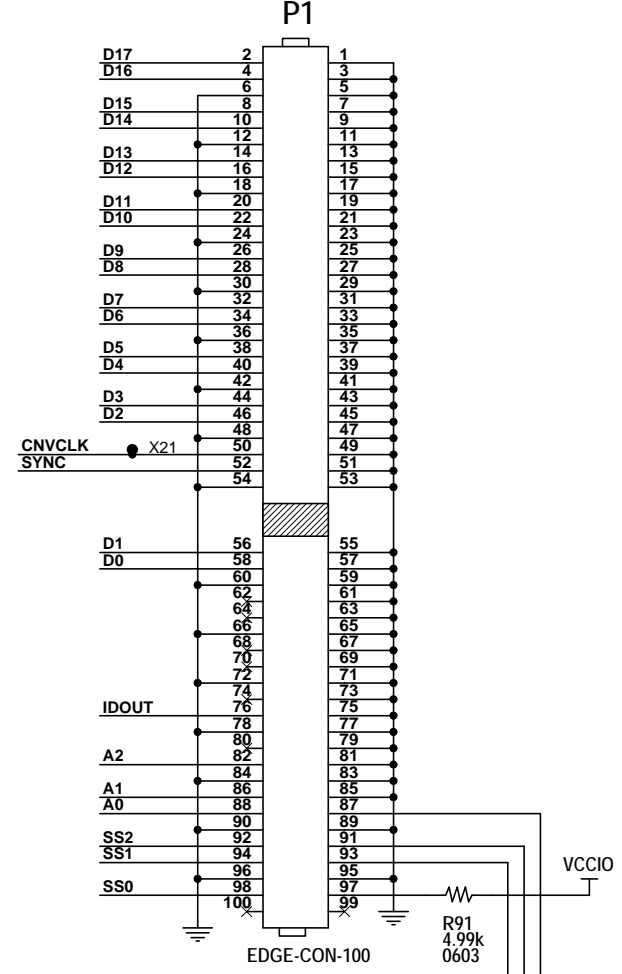 P1
D17 2 1
D16 4 3
6 5
D15 8 7
D14 10 9
12 11
D13 14 13
D12 16 15
18 17
D11 20 19
D10 22 21
24 23
D9 26 25
D8 28 27
30 29
D7 32 31
D6 34 33
36 35
D5 38 37
D4 40 39
42 41
D3 44 43
D2 46 45
48 47
CNVCLK X21 50 49
SYNC 52 51
54 53
D1 56 55
D0 58 57
60 59
62 61
64 63
66 65
68 67
70 69
72 71
74 73
IDOUT 76 75
78 77
80 79
A2 82 81
84 83
A1 86 85
A0 88 87
90 89
SS2 92 91
SS1 94 93
96 95
VCCIO
SS0 98 97
100 99
R91
4.99k
0603
EDGE-CON-100